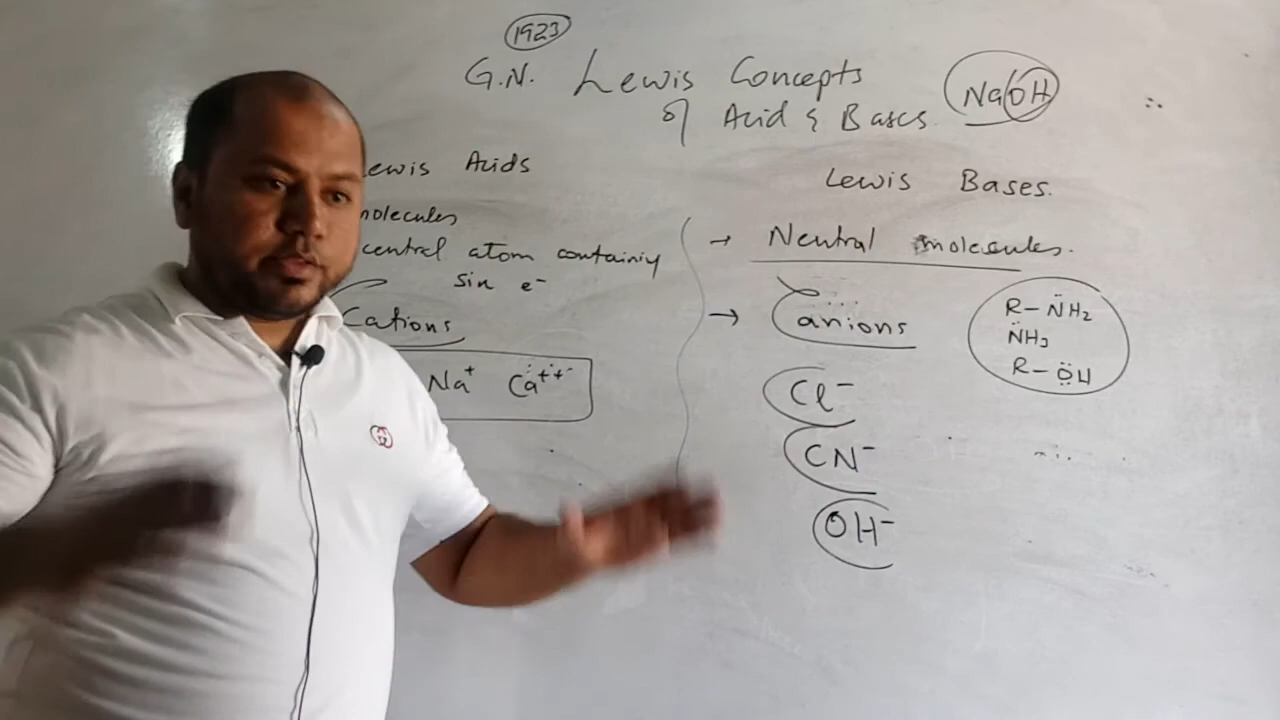 1923
G.N. Lewis Concepts NaOH
of Acid & Bases.
ewis Acids
molecules
central atom containing
six e⁻
Cations
Na⁺ Ca⁺⁺
Lewis Bases.
→ Neutral molecules.
→ anions
R–N̈H₂
N̈H₃
R–ÖH
Cl⁻
CN⁻
OH⁻